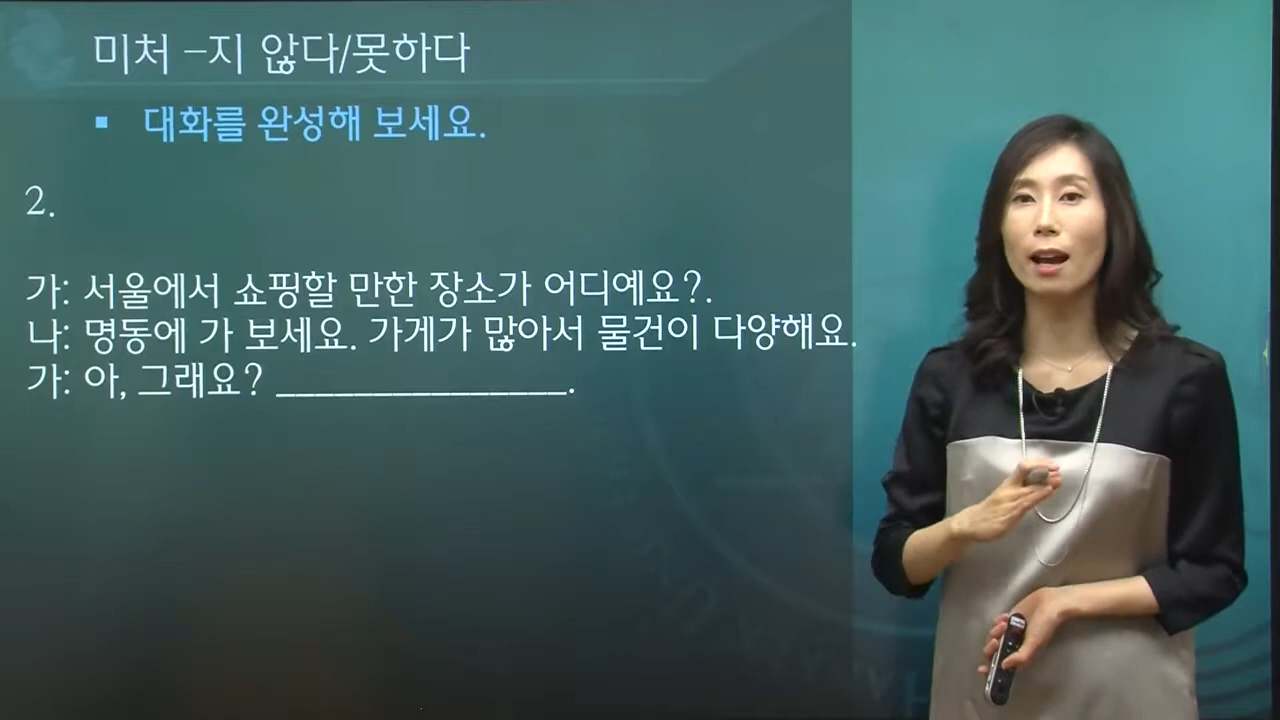 미처 –지 않다/못하다
▪ 대화를 완성해 보세요.
2.
가: 서울에서 쇼핑할 만한 장소가 어디예요?.
나: 명동에 가 보세요. 가게가 많아서 물건이 다양해요.
가: 아, 그래요? _______________.